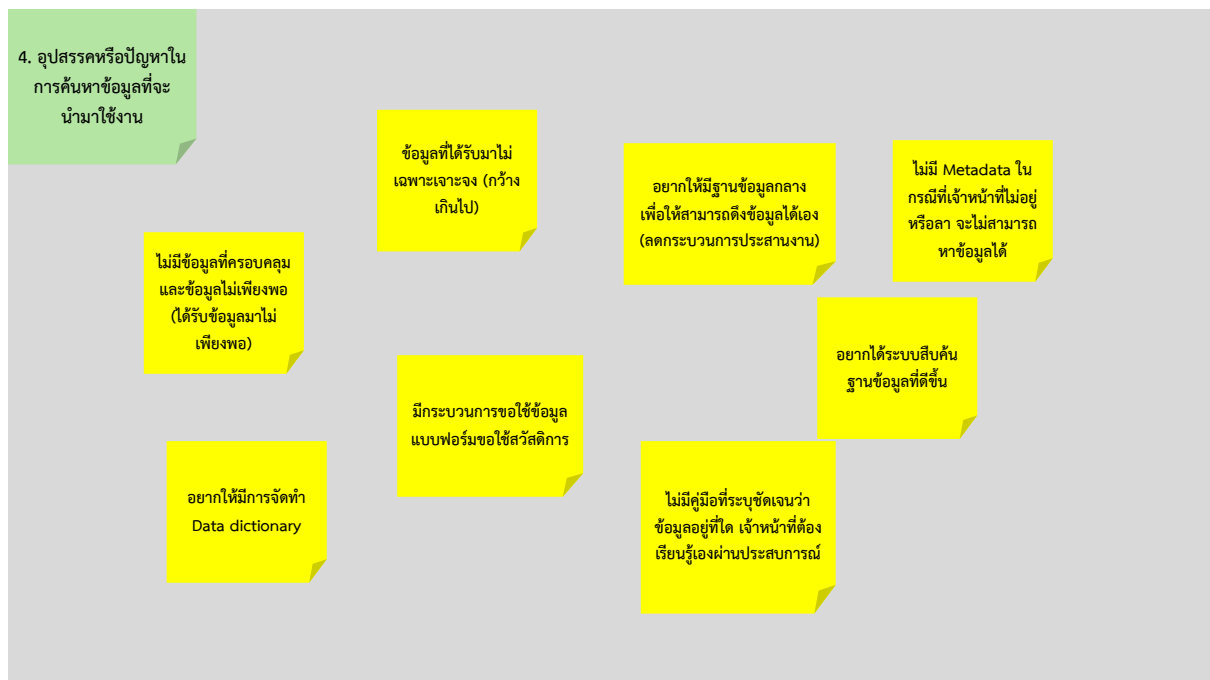 4. อุปสรรคหรือปัญหาใน
การค้นหาข้อมูลที่จะ
นำมาใช้งาน
ข้อมูลที่ได้รับมาไม่
เฉพาะเจาะจง (กว้าง
เกินไป)
อยากให้มีฐานข้อมูลกลาง
เพื่อให้สามารถดึงข้อมูลได้เอง
(ลดกระบวนการประสานงาน)
ไม่มี Metadata ใน
กรณีที่เจ้าหน้าที่ไม่อยู่
หรือลา จะไม่สามารถ
หาข้อมูลได้
ไม่มีข้อมูลที่ครอบคลุม
และข้อมูลไม่เพียงพอ
(ได้รับข้อมูลมาไม่
เพียงพอ)
อยากได้ระบบสืบค้น
ฐานข้อมูลที่ดีขึ้น
มีกระบวนการขอใช้ข้อมูล
แบบฟอร์มขอใช้สวัสดิการ
อยากให้มีการจัดทำ
Data dictionary
ไม่มีคู่มือที่ระบุชัดเจนว่า
ข้อมูลอยู่ที่ใด เจ้าหน้าที่ต้อง
เรียนรู้เองผ่านประสบการณ์